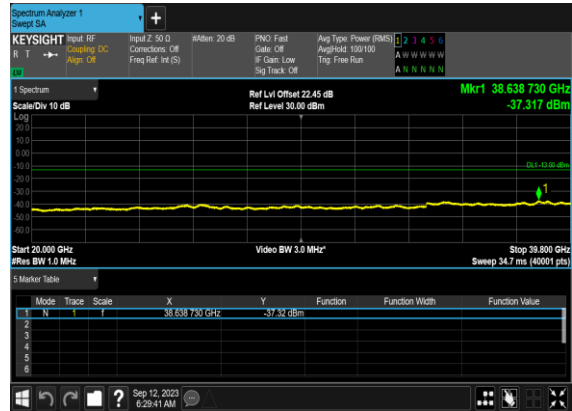 Spectrum Analyzer 1
Swept SA
KEYSIGHT Input: RF Input Z: 50 Ω #Atten: 20 dB PNO: Fast Avg Type: Power (RMS) 1 2 3 4 5 6
R T Coupling: DC Corrections: Off Gate: Off Avg|Hold: 100/100 A W W W W W
Align: Off Freq Ref: Int (S) IF Gain: Low Trig: Free Run
Sig Track: Off A N N N N N
1 Spectrum Ref Lvl Offset 22.45 dB Mkr1 38.638 730 GHz
Scale/Div 10 dB Ref Level 30.00 dBm -37.317 dBm
Log
20.0
10.0
0.00
-10.0 DL1 -13.00 dBm
-20.0
-30.0 1
-40.0
-50.0
-60.0
Start 20.000 GHz Video BW 3.0 MHz* Stop 39.800 GHz
#Res BW 1.0 MHz Sweep 34.7 ms (40001 pts)
5 Marker Table
Mode Trace Scale X Y Function Function Width Function Value
1 N 1 f 38.638 730 GHz -37.32 dBm
2
3
4
5
6
? Sep 12, 2023
6:29:41 AM